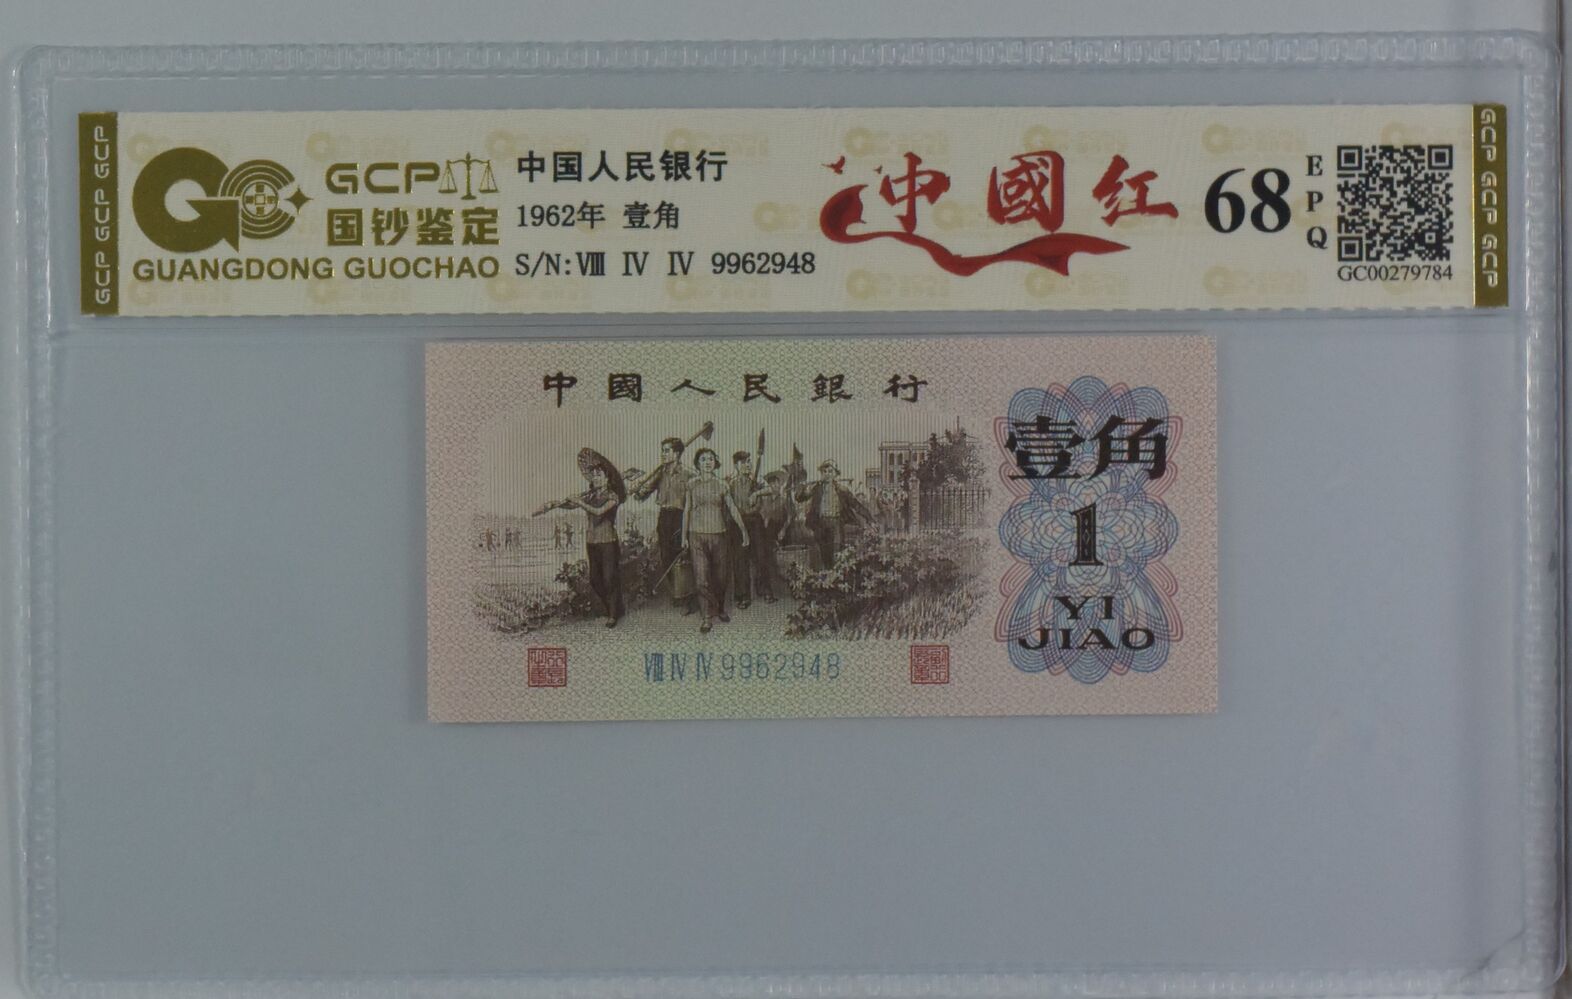 GCP GCP GCP
GCP
国钞鉴定
GUANGDONG GUOCHAO
中国人民银行
1962年 壹角
S/N:Ⅷ Ⅳ Ⅳ 9962948
中國红
68
EPQ
GC00279784
GCP GCP GCP
中國人民銀行
壹角
1
YI
JIAO
Ⅷ Ⅳ Ⅳ 9962948